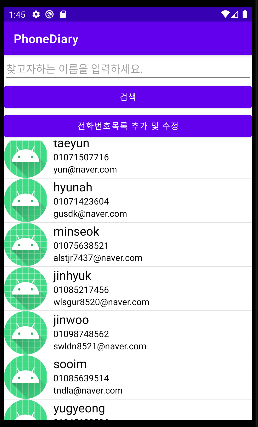 1:45
PhoneDiary
찾고자하는 이름을 입력하세요.
검색
전화번호목록 추가 및 수정
taeyun
01071507716
yun@naver.com
hyunah
01071423604
gusdk@naver.com
minseok
01075638521
alstjr7437@naver.com
jinhyuk
01085217456
wlsgur8520@naver.com
jinwoo
01098748562
swldn8521@naver.com
sooim
01085639514
tndla@naver.com
yugyeong